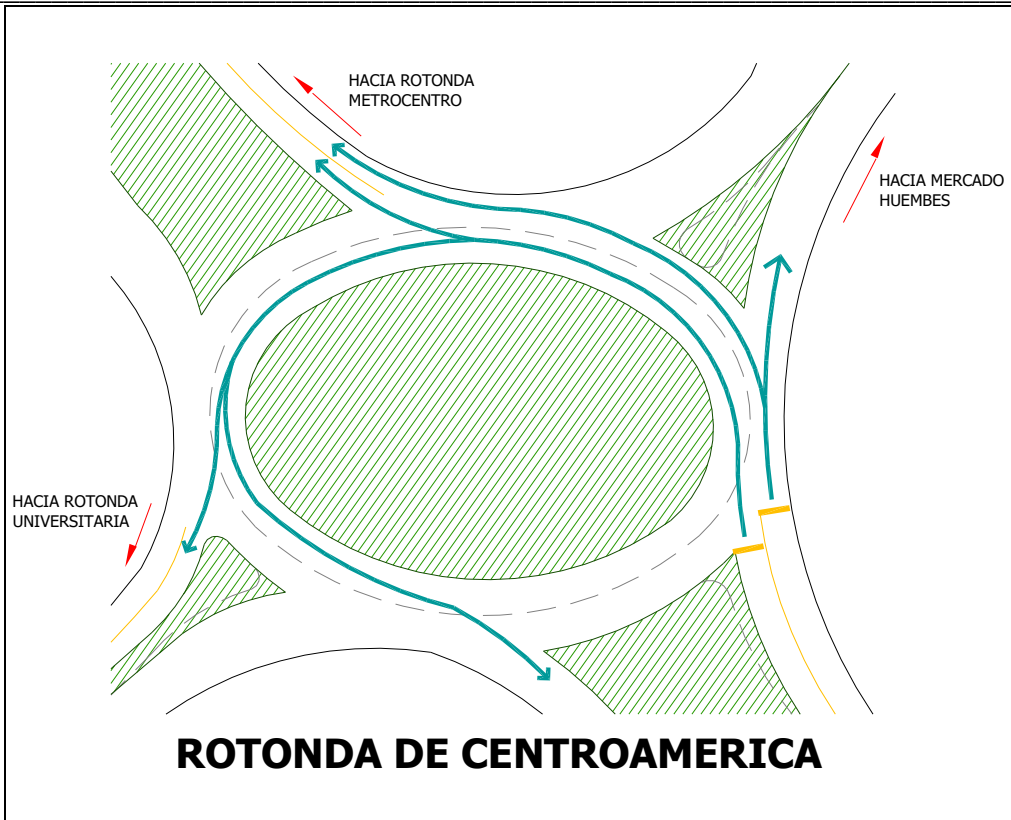 HACIA ROTONDA
METROCENTRO
HACIA MERCADO
HUEMBES
HACIA ROTONDA
UNIVERSITARIA
ROTONDA DE CENTROAMERICA